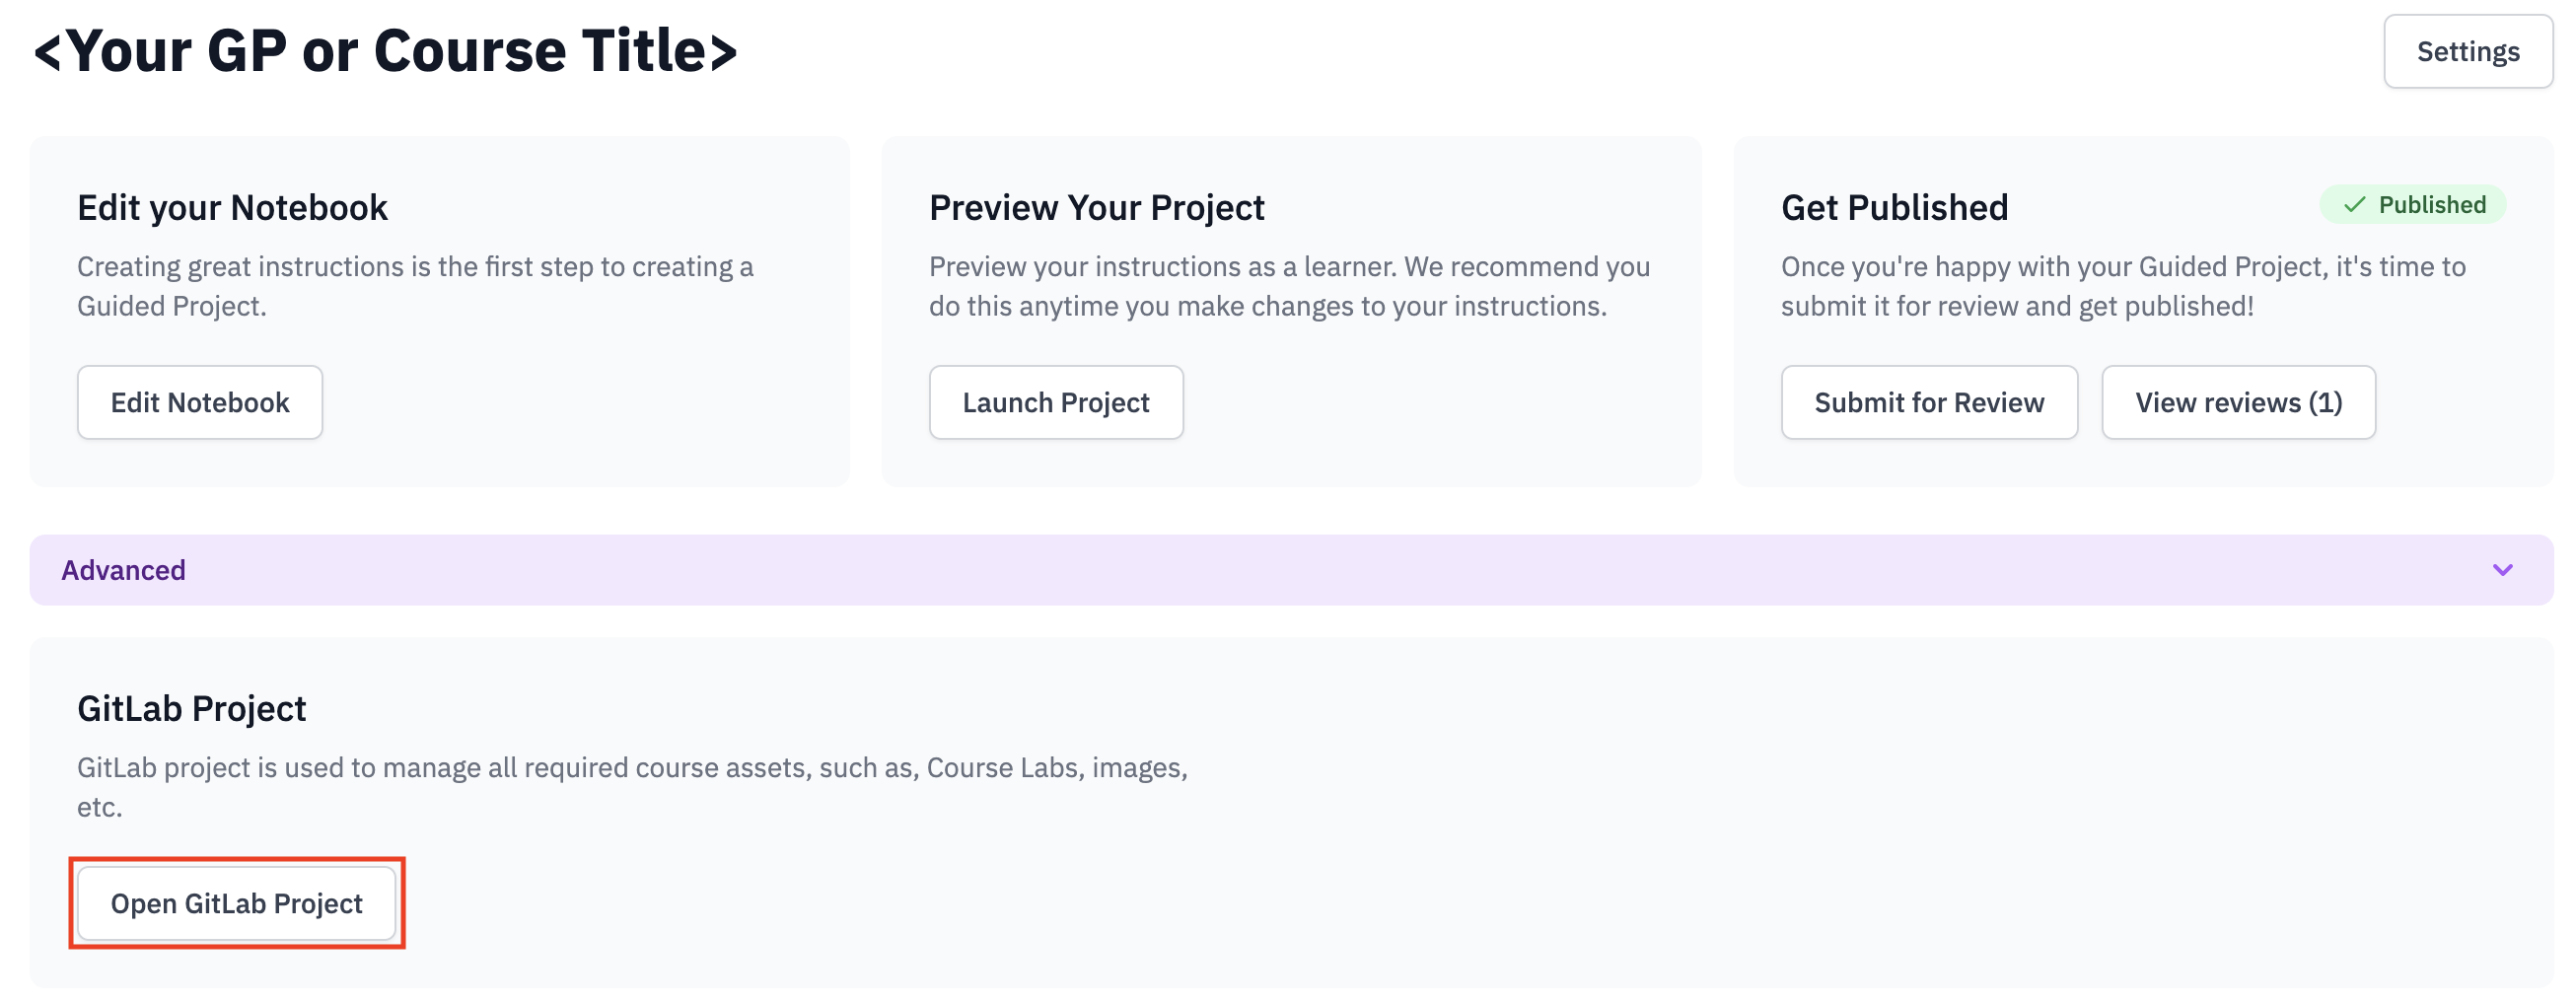 <Your GP or Course Title>
Settings
Edit your Notebook
Creating great instructions is the first step to creating a
Guided Project.
Edit Notebook
Preview Your Project
Preview your instructions as a learner. We recommend you
do this anytime you make changes to your instructions.
Launch Project
Get Published
Published
Once you're happy with your Guided Project, it's time to
submit it for review and get published!
Submit for Review
View reviews (1)
Advanced
GitLab Project
GitLab project is used to manage all required course assets, such as, Course Labs, images,
etc.
Open GitLab Project